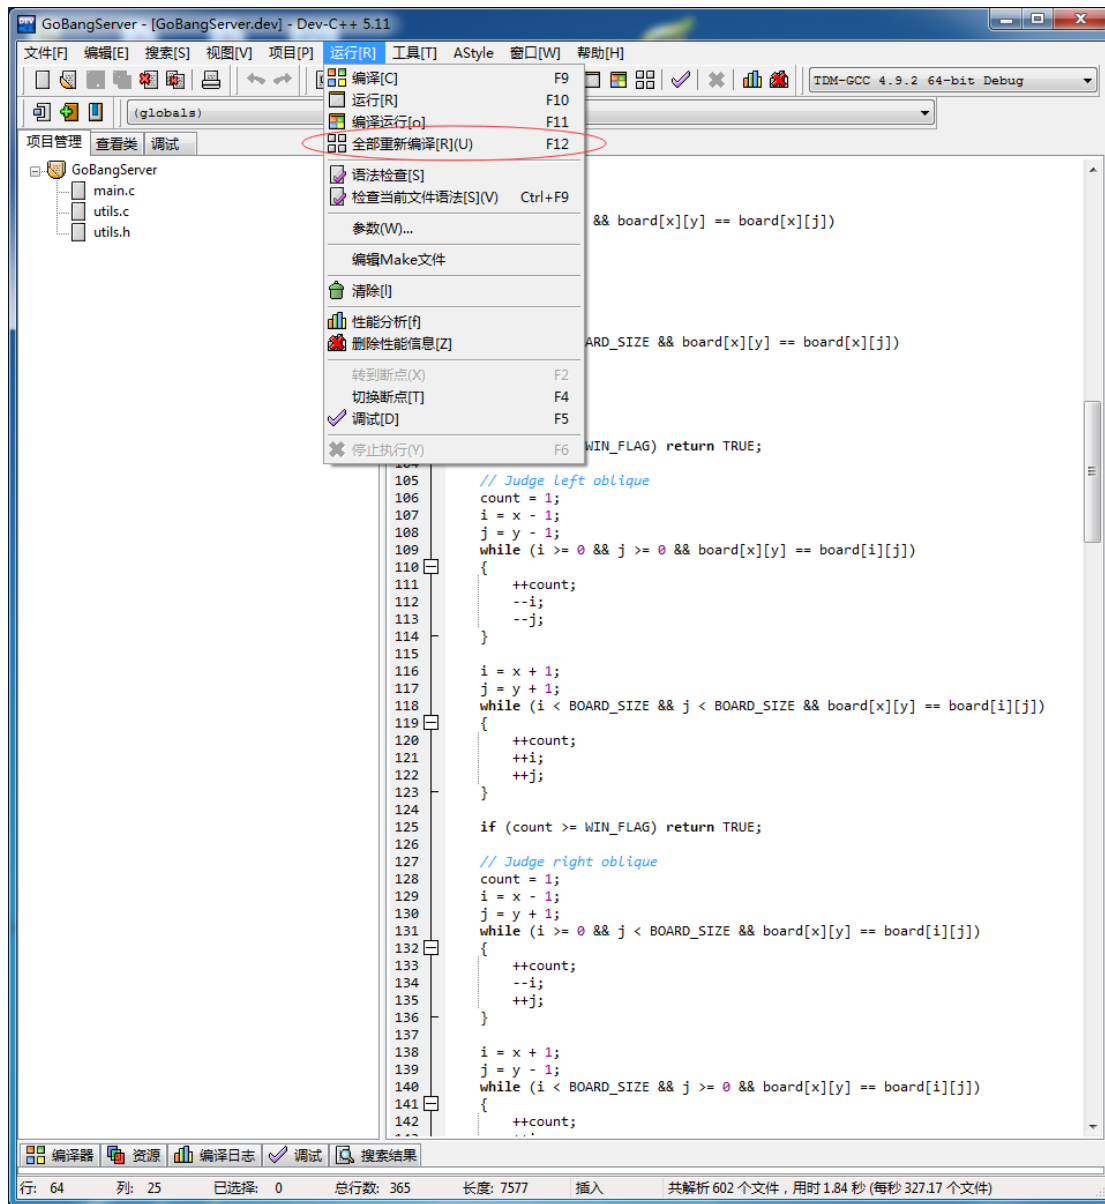 GoBangServer - [GoBangServer.dev] - Dev-C++ 5.11
文件[F] 编辑[E] 搜索[S] 视图[V] 项目[P] 运行[R] 工具[T] AStyle 窗口[W] 帮助[H]
TDM-GCC 4.9.2 64-bit Debug
(globals)
项目管理 查看类 调试
GoBangServer
main.c
utils.c
utils.h
编译[C] F9
运行[R] F10
编译运行[o] F11
全部重新编译[R](U) F12
语法检查[S]
检查当前文件语法[S](V) Ctrl+F9
参数(W)...
编辑Make文件
清除[l]
性能分析[f]
删除性能信息[Z]
转到断点(X) F2
切换断点[T] F4
调试[D] F5
停止执行(Y) F6
&& board[x][y] == board[x][j])
ARD_SIZE && board[x][y] == board[x][j])
WIN_FLAG) return TRUE;
104
105 // Judge left oblique
106 count = 1;
107 i = x - 1;
108 j = y - 1;
109 while (i >= 0 && j >= 0 && board[x][y] == board[i][j])
110 {
111 ++count;
112 --i;
113 --j;
114 }
115
116 i = x + 1;
117 j = y + 1;
118 while (i < BOARD_SIZE && j < BOARD_SIZE && board[x][y] == board[i][j])
119 {
120 ++count;
121 ++i;
122 ++j;
123 }
124
125 if (count >= WIN_FLAG) return TRUE;
126
127 // Judge right oblique
128 count = 1;
129 i = x - 1;
130 j = y + 1;
131 while (i >= 0 && j < BOARD_SIZE && board[x][y] == board[i][j])
132 {
133 ++count;
134 --i;
135 ++j;
136 }
137
138 i = x + 1;
139 j = y - 1;
140 while (i < BOARD_SIZE && j >= 0 && board[x][y] == board[i][j])
141 {
142 ++count;
编译器 资源 编译日志 调试 搜索结果
行: 64 列: 25 已选择: 0 总行数: 365 长度: 7577 插入 共解析 602 个文件，用时 1.84 秒 (每秒 327.17 个文件)